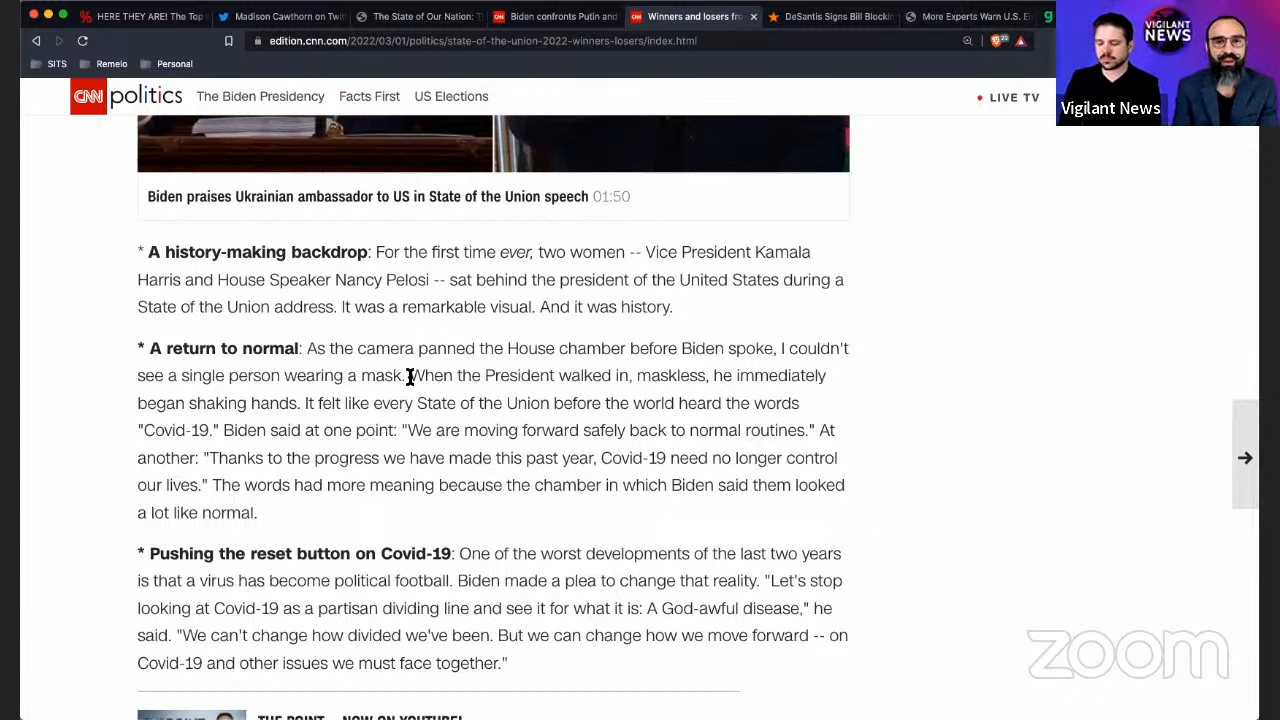 HERE THEY ARE! The Top
Madison Cawthorn on Twit
The State of Our Nation: T
Biden confronts Putin and
Winners and losers fro
DeSantis Signs Bill Blockin
More Experts Warn U.S. El
edition.cnn.com/2022/03/01/politics/state-of-the-union-2022-winners-losers/index.html
SITS
Remeio
Personal
VIGILANT
NEWS
Vigilant News
CNN politics The Biden Presidency Facts First US Elections
LIVE TV
Biden praises Ukrainian ambassador to US in State of the Union speech 01:50
* A history-making backdrop: For the first time ever, two women -- Vice President Kamala
Harris and House Speaker Nancy Pelosi -- sat behind the president of the United States during a
State of the Union address. It was a remarkable visual. And it was history.
* A return to normal: As the camera panned the House chamber before Biden spoke, I couldn't
see a single person wearing a mask. When the President walked in, maskless, he immediately
began shaking hands. It felt like every State of the Union before the world heard the words
"Covid-19." Biden said at one point: "We are moving forward safely back to normal routines." At
another: "Thanks to the progress we have made this past year, Covid-19 need no longer control
our lives." The words had more meaning because the chamber in which Biden said them looked
a lot like normal.
* Pushing the reset button on Covid-19: One of the worst developments of the last two years
is that a virus has become political football. Biden made a plea to change that reality. "Let's stop
looking at Covid-19 as a partisan dividing line and see it for what it is: A God-awful disease," he
said. "We can't change how divided we've been. But we can change how we move forward -- on
Covid-19 and other issues we must face together."
zoom
THE POINT -- NOW ON YOUTUBE!